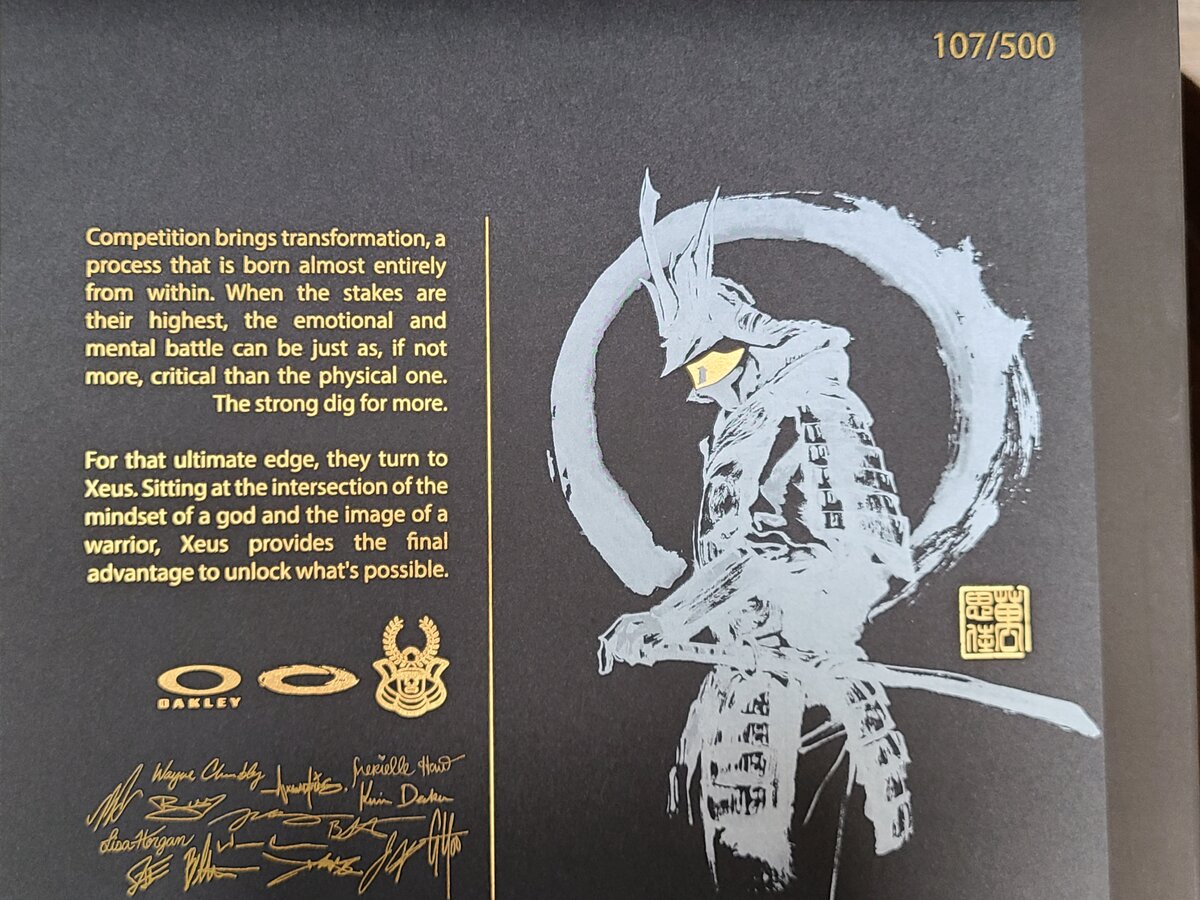 107/500
Competition brings transformation, a
process that is born almost entirely
from within. When the stakes are
their highest, the emotional and
mental battle can be just as, if not
more, critical than the physical one.
The strong dig for more.
For that ultimate edge, they turn to
Xeus. Sitting at the intersection of the
mindset of a god and the image of a
warrior, Xeus provides the final
advantage to unlock what's possible.
OAKLEY
Wayne
Lisa Horgan